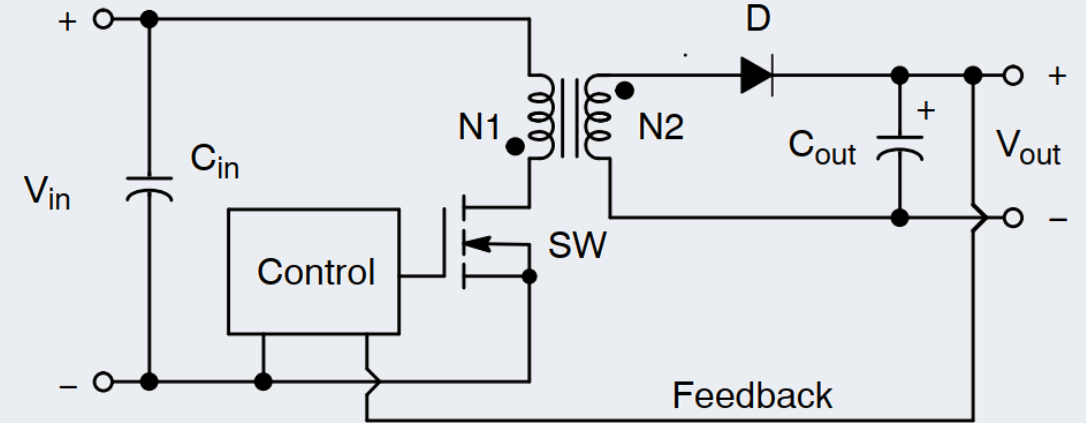 D
+
+
+
N1
N2
Cin
Cout
Vout
Vin
Control
SW
−
−
Feedback